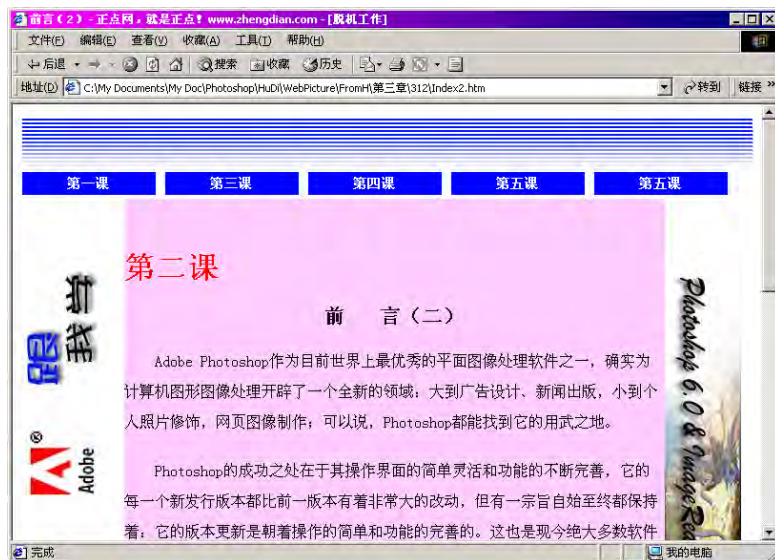 前言(2)-正点网，就是正点! www.zhengdian.com - [脱机工作]
文件(F) 编辑(E) 查看(V) 收藏(A) 工具(T) 帮助(H)
后退 搜索 收藏 历史
地址(D) C:\My Documents\My Doc\Photoshop\HuDi\WebPicture\FromH\第三章\312\Index2.htm 转到 链接 »
第一课 第三课 第四课 第五课 第五课
第二课
前 言（二）
Adobe Photoshop作为目前世界上最优秀的平面图像处理软件之一，确实为
计算机图形图像处理开辟了一个全新的领域：大到广告设计、新闻出版，小到个
人照片修饰，网页图像制作；可以说，Photoshop都能找到它的用武之地。
Photoshop的成功之处在于其操作界面的简单灵活和功能的不断完善，它的
每一个新发行版本都比前一版本有着非常大的改动，但有一宗旨自始至终都保持
着：它的版本更新是朝着操作的简单和功能的完善的。这也是现今绝大多数软件
跟我学
Adobe ®
Photoshop 6.0 & ImageRea
完成 我的电脑